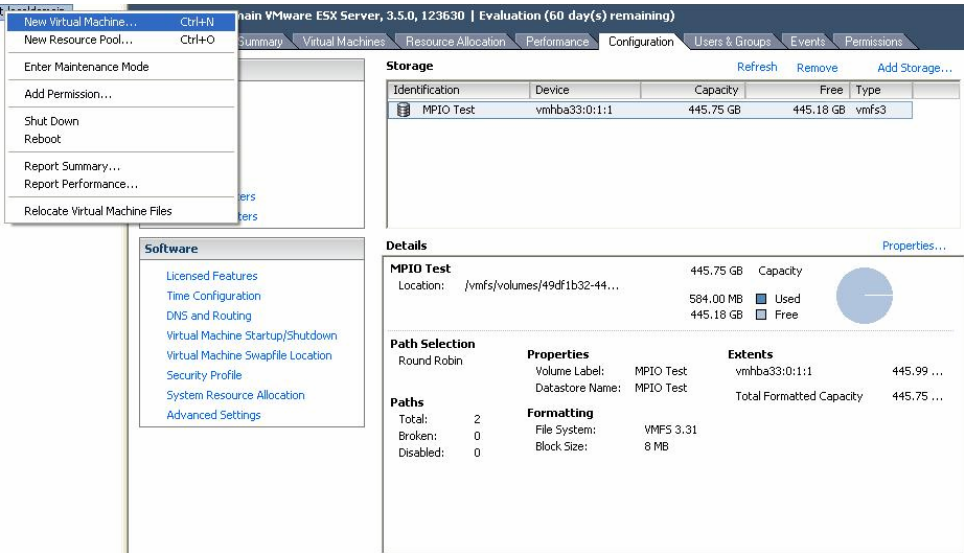 localdomain
main VMware ESX Server, 3.5.0, 123630 | Evaluation (60 day(s) remaining)
New Virtual Machine... Ctrl+N
New Resource Pool... Ctrl+O
Enter Maintenance Mode
Add Permission...
Shut Down
Reboot
Report Summary...
Report Performance...
Relocate Virtual Machine Files
Summary Virtual Machines Resource Allocation Performance Configuration Users & Groups Events Permissions
ers
ters
Software
Licensed Features
Time Configuration
DNS and Routing
Virtual Machine Startup/Shutdown
Virtual Machine Swapfile Location
Security Profile
System Resource Allocation
Advanced Settings
Storage Refresh Remove Add Storage...
Identification Device Capacity Free Type
MPIO Test vmhba33:0:1:1 445.75 GB 445.18 GB vmfs3
Details Properties...
MPIO Test 445.75 GB Capacity
Location: /vmfs/volumes/49df1b32-44...
584.00 MB Used
445.18 GB Free
Path Selection
Round Robin
Paths
Total: 2
Broken: 0
Disabled: 0
Properties
Volume Label: MPIO Test
Datastore Name: MPIO Test
Formatting
File System: VMFS 3.31
Block Size: 8 MB
Extents
vmhba33:0:1:1 445.99 ...
Total Formatted Capacity 445.75 ...